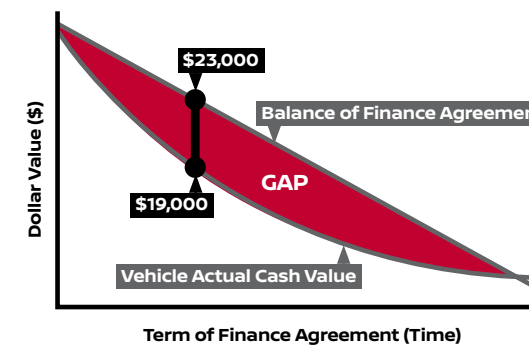 $23,000
Balance of Finance
GAP
$19,000
Vehicle Actual Cash Value
Dollar Value ($)
Term of Finance Agreement (Time)